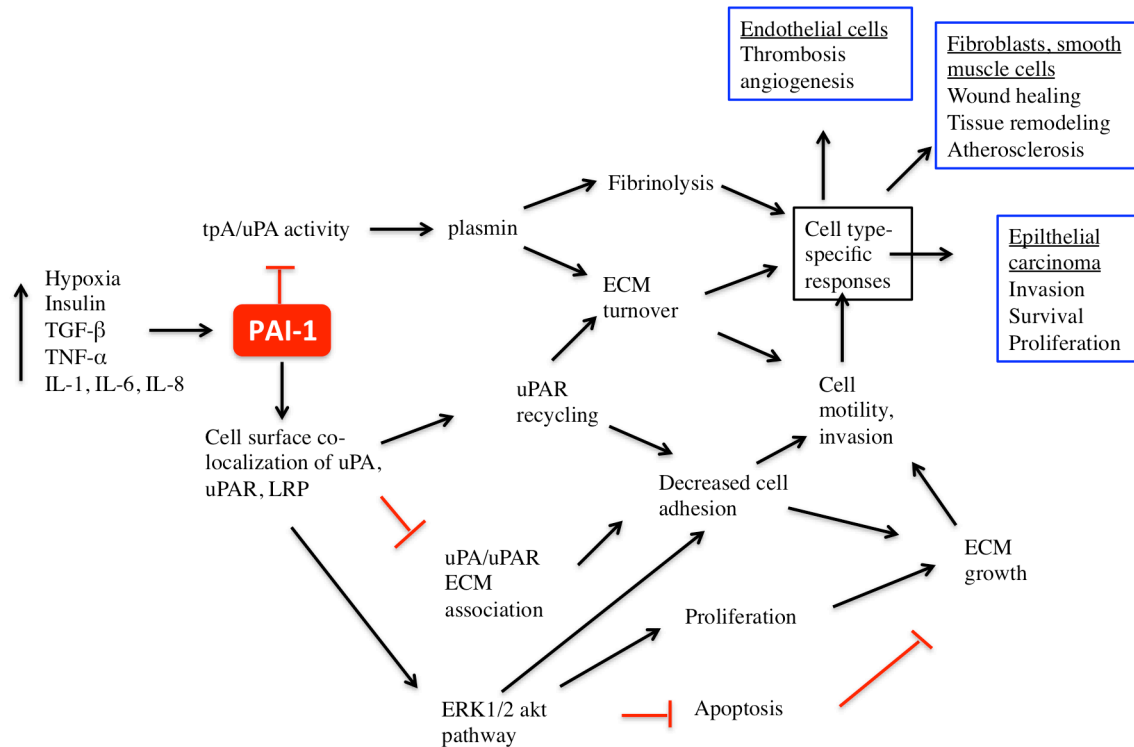 Endothelial cells
Thrombosis
angiogenesis
Fibroblasts, smooth
muscle cells
Wound healing
Tissue remodeling
Atherosclerosis
Fibrinolysis
tpA/uPA activity
plasmin
Cell type-
specific
responses
Epilthelial
carcinoma
Invasion
Survival
Proliferation
Hypoxia
Insulin
TGF-β
TNF-α
IL-1, IL-6, IL-8
PAI-1
ECM
turnover
uPAR
recycling
Cell
motility,
invasion
Cell surface co-
localization of uPA,
uPAR, LRP
Decreased cell
adhesion
uPA/uPAR
ECM
association
ECM
growth
Proliferation
ERK1/2 akt
pathway
Apoptosis